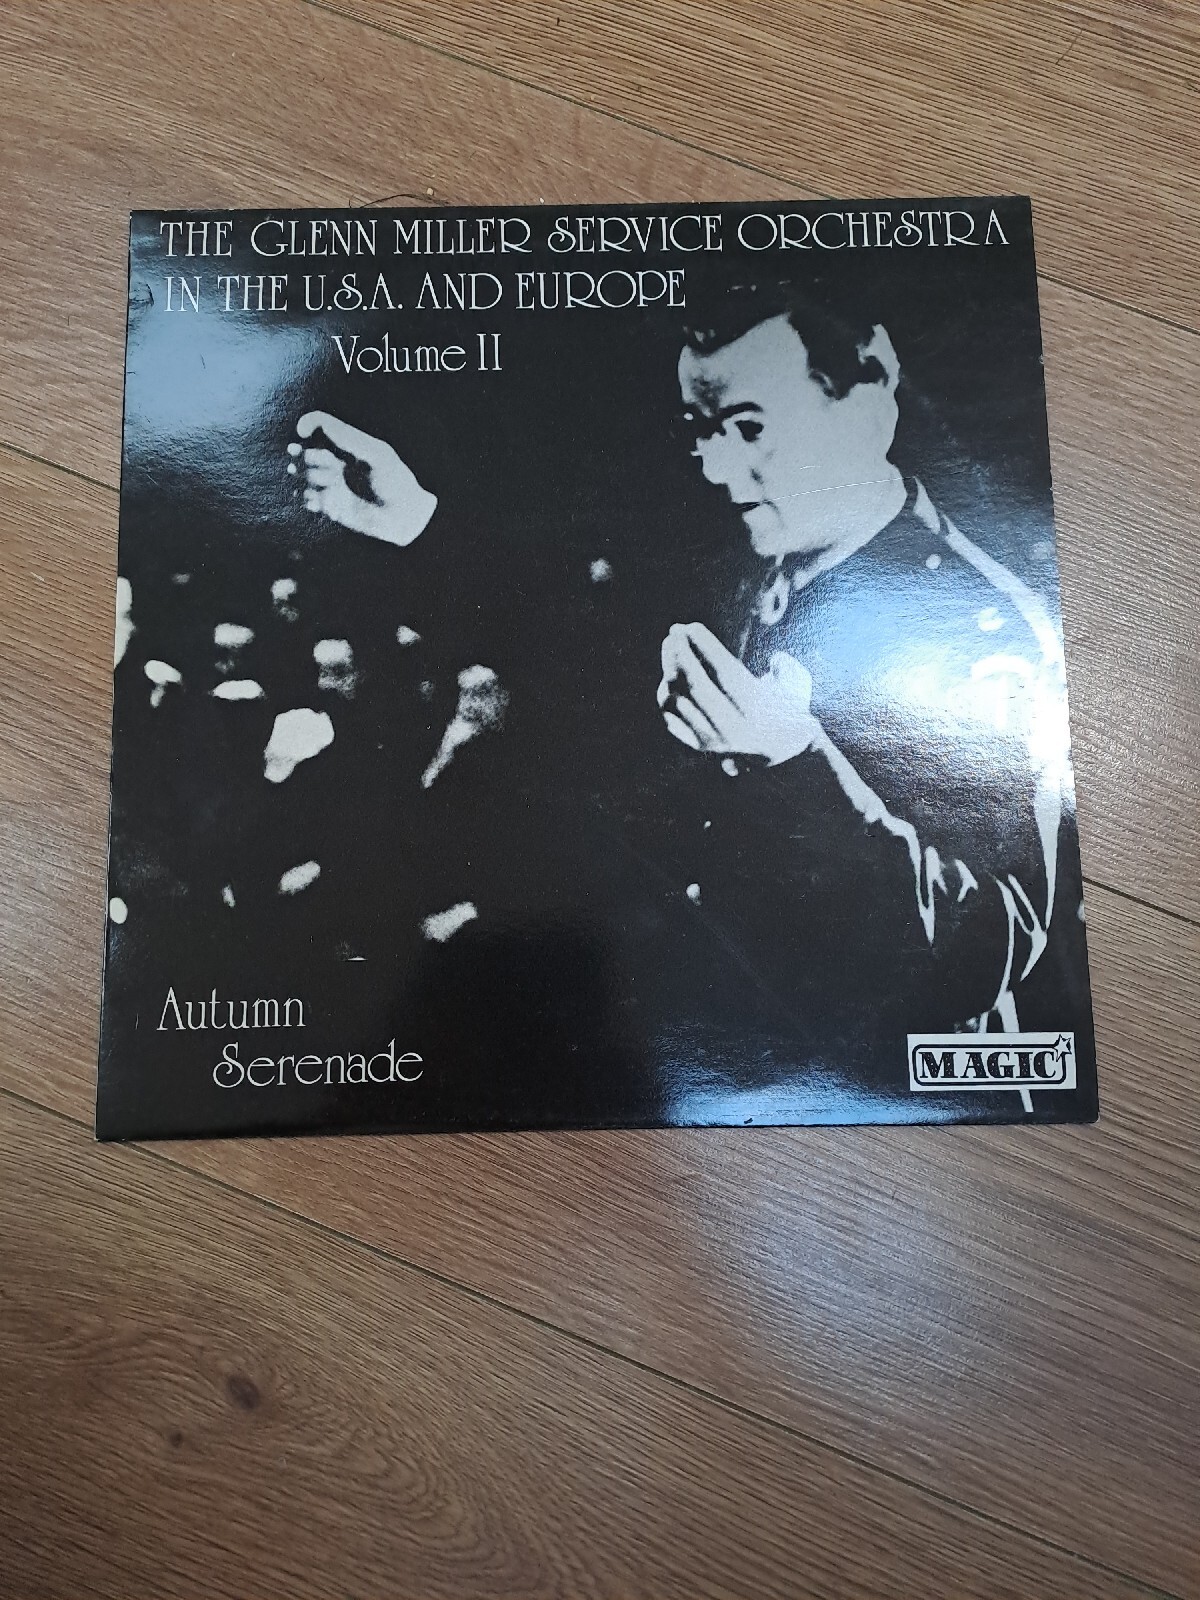 THE GLENN MILLER SERVICE ORCHESTRA
IN THE U.S.A. AND EUROPE
Volume II
Autumn
Serenade
MAGIC